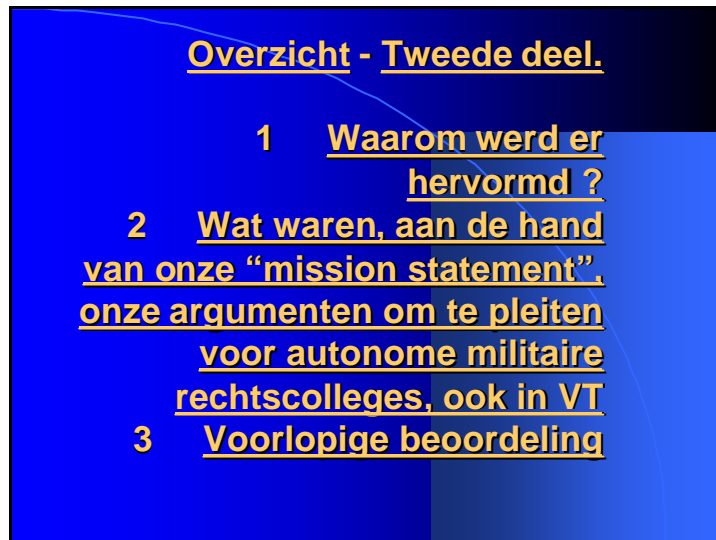 Overzicht - Tweede deel.
1 Waarom werd er
hervormd ?
2 Wat waren, aan de hand
van onze “mission statement”,
onze argumenten om te pleiten
voor autonome militaire
rechtscolleges, ook in VT
3 Voorlopige beoordeling